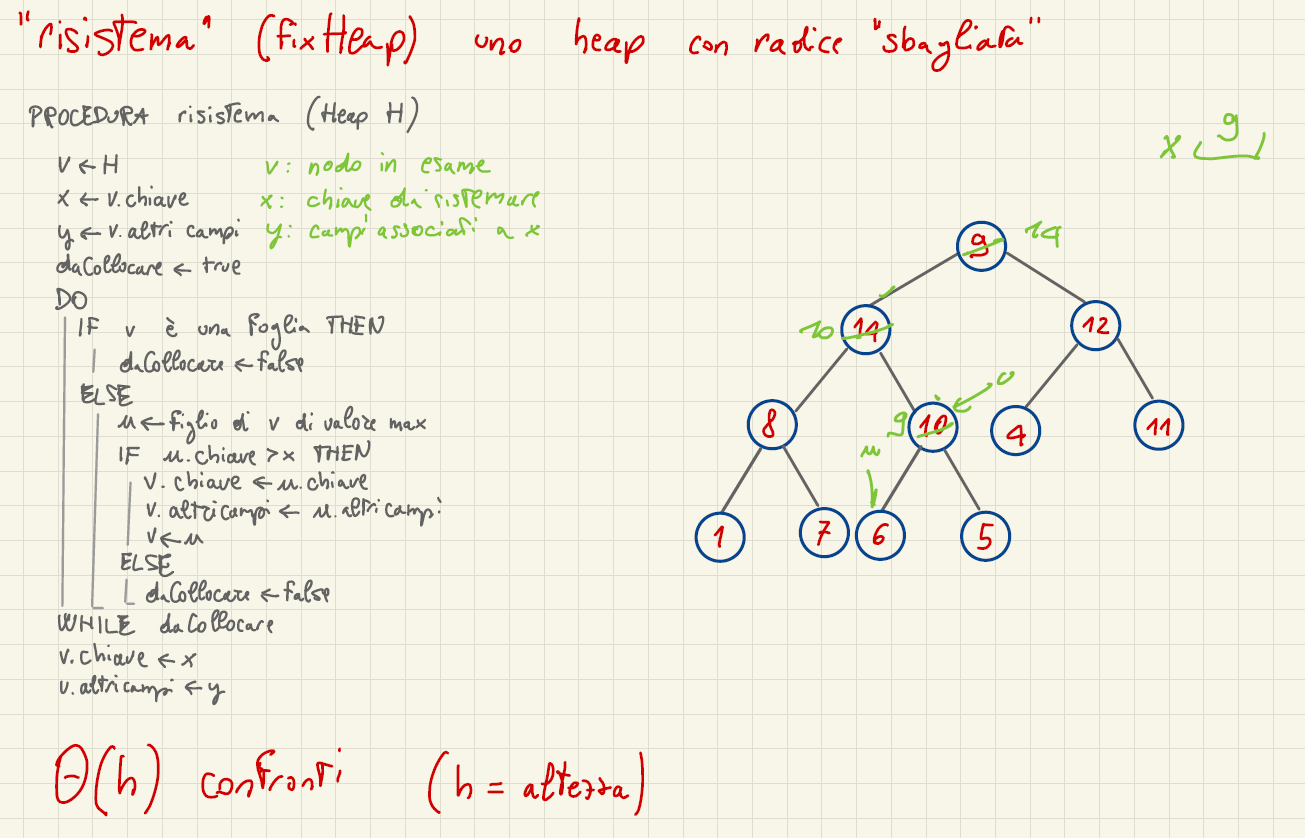 "risistema" (fixHeap) uno heap con radice "sbagliata"
PROCEDURA risistema (Heap H)
v ← H
v: nodo in esame
x ← v.chiave
x: chiave da sistemare
y ← v.altri campi
y: campi associati a x
daCollocare ← true
DO
IF v è una foglia THEN
daCollocare ← false
ELSE
u ← figlio di v di valore max
IF u.chiave > x THEN
v.chiave ← u.chiave
v.altricampi ← u.altricampi
v ← u
ELSE
daCollocare ← false
WHILE daCollocare
v.chiave ← x
v.altricampi ← y
Θ(h) confronti (h = altezza)
x 9
9 14
10 14 12
v
8 9 10 4 11
u
1 7 6 5